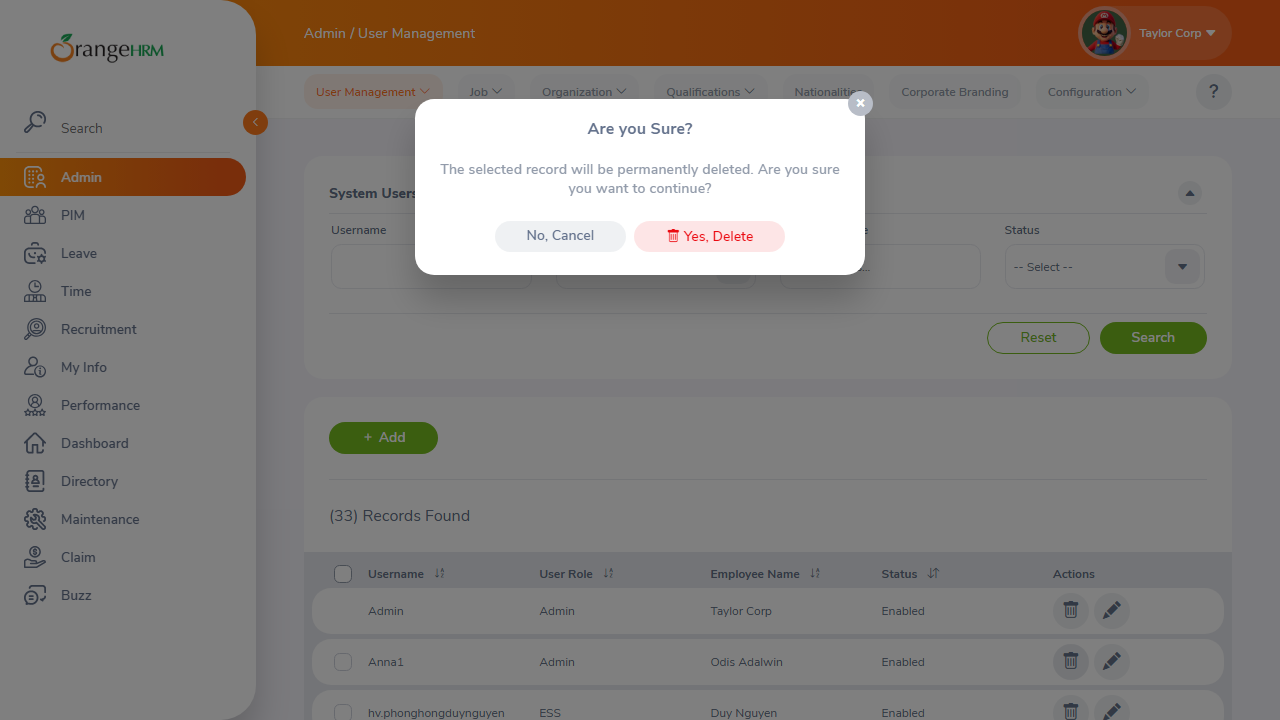 OrangeHRM
Search
Admin
PIM
Leave
Time
Recruitment
My Info
Performance
Dashboard
Directory
Maintenance
Claim
Buzz
Admin / User Management
Taylor Corp
User Management
Job
Organization
Qualifications
Corporate Branding
Configuration
?
Are you Sure?
The selected record will be permanently deleted. Are you sure
you want to continue?
No, Cancel
Yes, Delete
System Users
Username
Status
-- Select --
Reset
Search
+ Add
(33) Records Found
Username
User Role
Employee Name
Status
Actions
Admin
Admin
Taylor Corp
Enabled
Anna1
Admin
Odis Adalwin
Enabled
hv.phonghongduynguyen
ESS
Duy Nguyen
Enabled